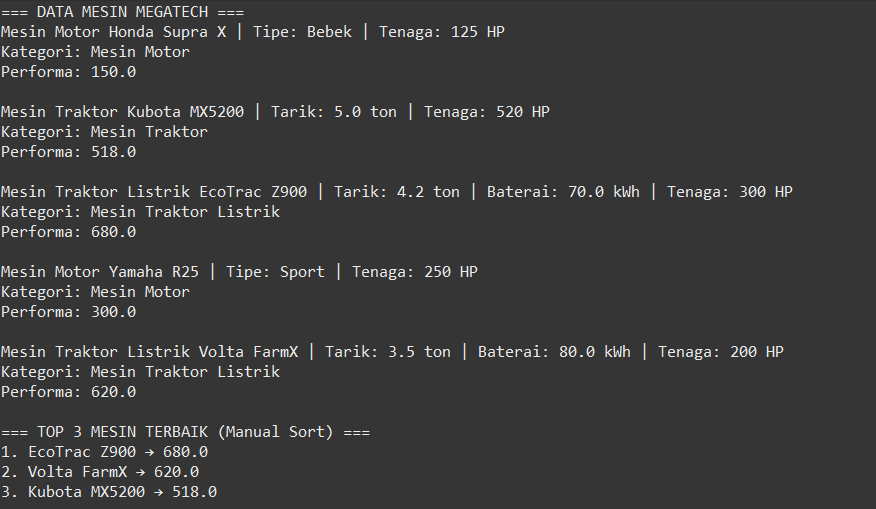 === DATA MESIN MEGATECH ===
Mesin Motor Honda Supra X | Tipe: Bebek | Tenaga: 125 HP
Kategori: Mesin Motor
Performa: 150.0
Mesin Traktor Kubota MX5200 | Tarik: 5.0 ton | Tenaga: 520 HP
Kategori: Mesin Traktor
Performa: 518.0
Mesin Traktor Listrik EcoTrac Z900 | Tarik: 4.2 ton | Baterai: 70.0 kWh | Tenaga: 300 HP
Kategori: Mesin Traktor Listrik
Performa: 680.0
Mesin Motor Yamaha R25 | Tipe: Sport | Tenaga: 250 HP
Kategori: Mesin Motor
Performa: 300.0
Mesin Traktor Listrik Volta FarmX | Tarik: 3.5 ton | Baterai: 80.0 kWh | Tenaga: 200 HP
Kategori: Mesin Traktor Listrik
Performa: 620.0
=== TOP 3 MESIN TERBAIK (Manual Sort) ===
1. EcoTrac Z900 → 680.0
2. Volta FarmX → 620.0
3. Kubota MX5200 → 518.0